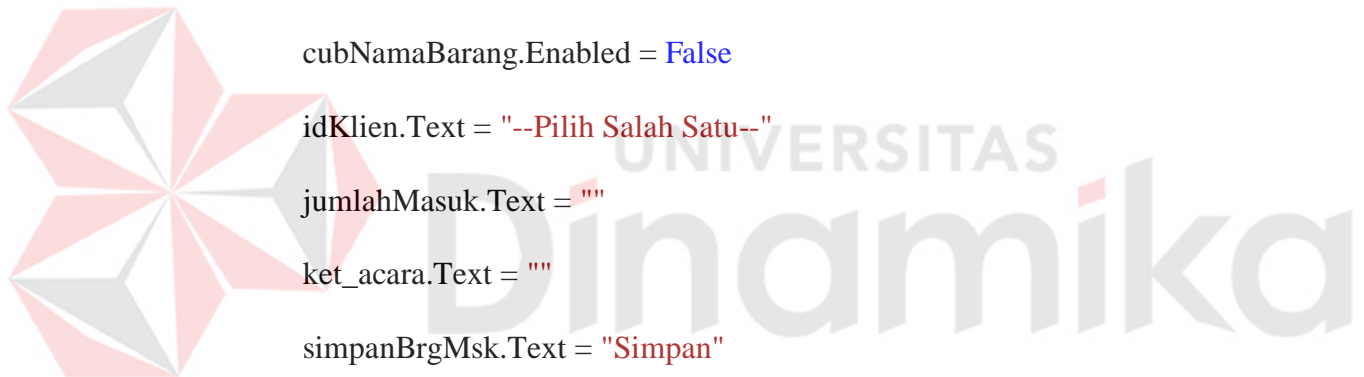 cubNamaBarang.Enabled = False
idKlien.Text = "--Pilih Salah Satu--"
UNIVERSITAS
jumlahMasuk.Text = ""
Dinamika
ket_acara.Text = ""
simpanBrgMsk.Text = "Simpan"